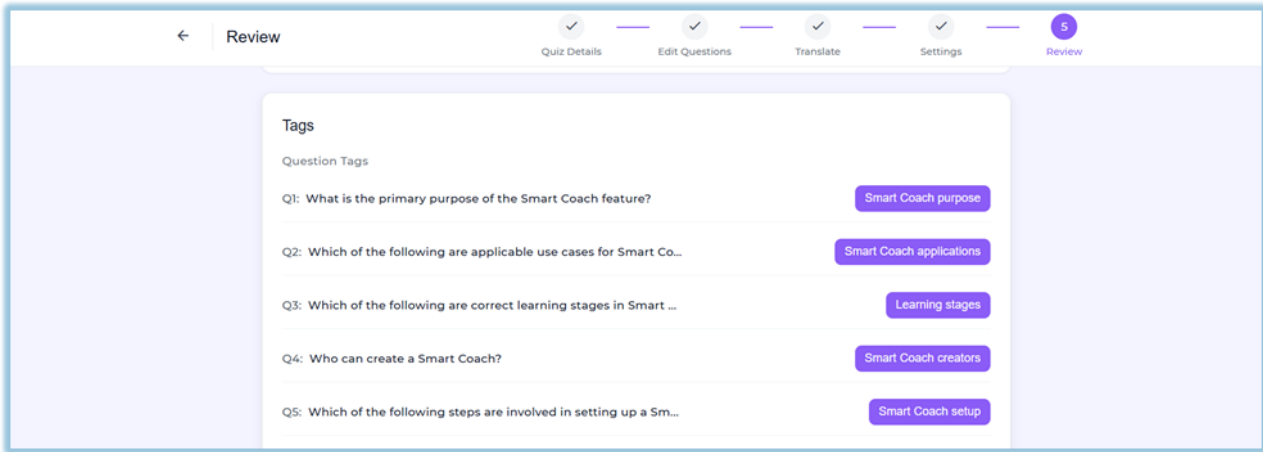 ← Review
5
Quiz Details Edit Questions Translate Settings Review
Tags
Question Tags
Q1: What is the primary purpose of the Smart Coach feature? Smart Coach purpose
Q2: Which of the following are applicable use cases for Smart Co... Smart Coach applications
Q3: Which of the following are correct learning stages in Smart ... Learning stages
Q4: Who can create a Smart Coach? Smart Coach creators
Q5: Which of the following steps are involved in setting up a Sm... Smart Coach setup